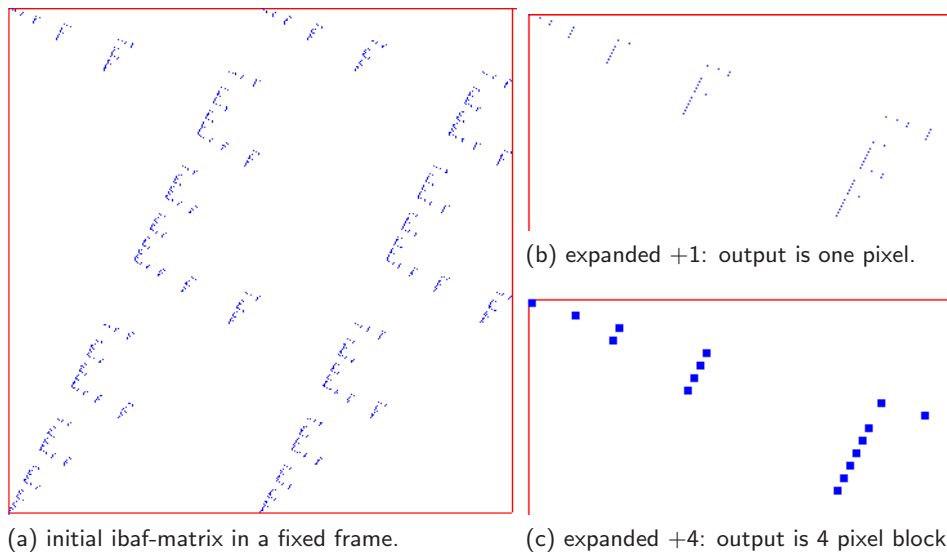 (a) initial ibaf-matrix in a fixed frame.
(b) expanded +1: output is one pixel.
(c) expanded +4: output is 4 pixel block